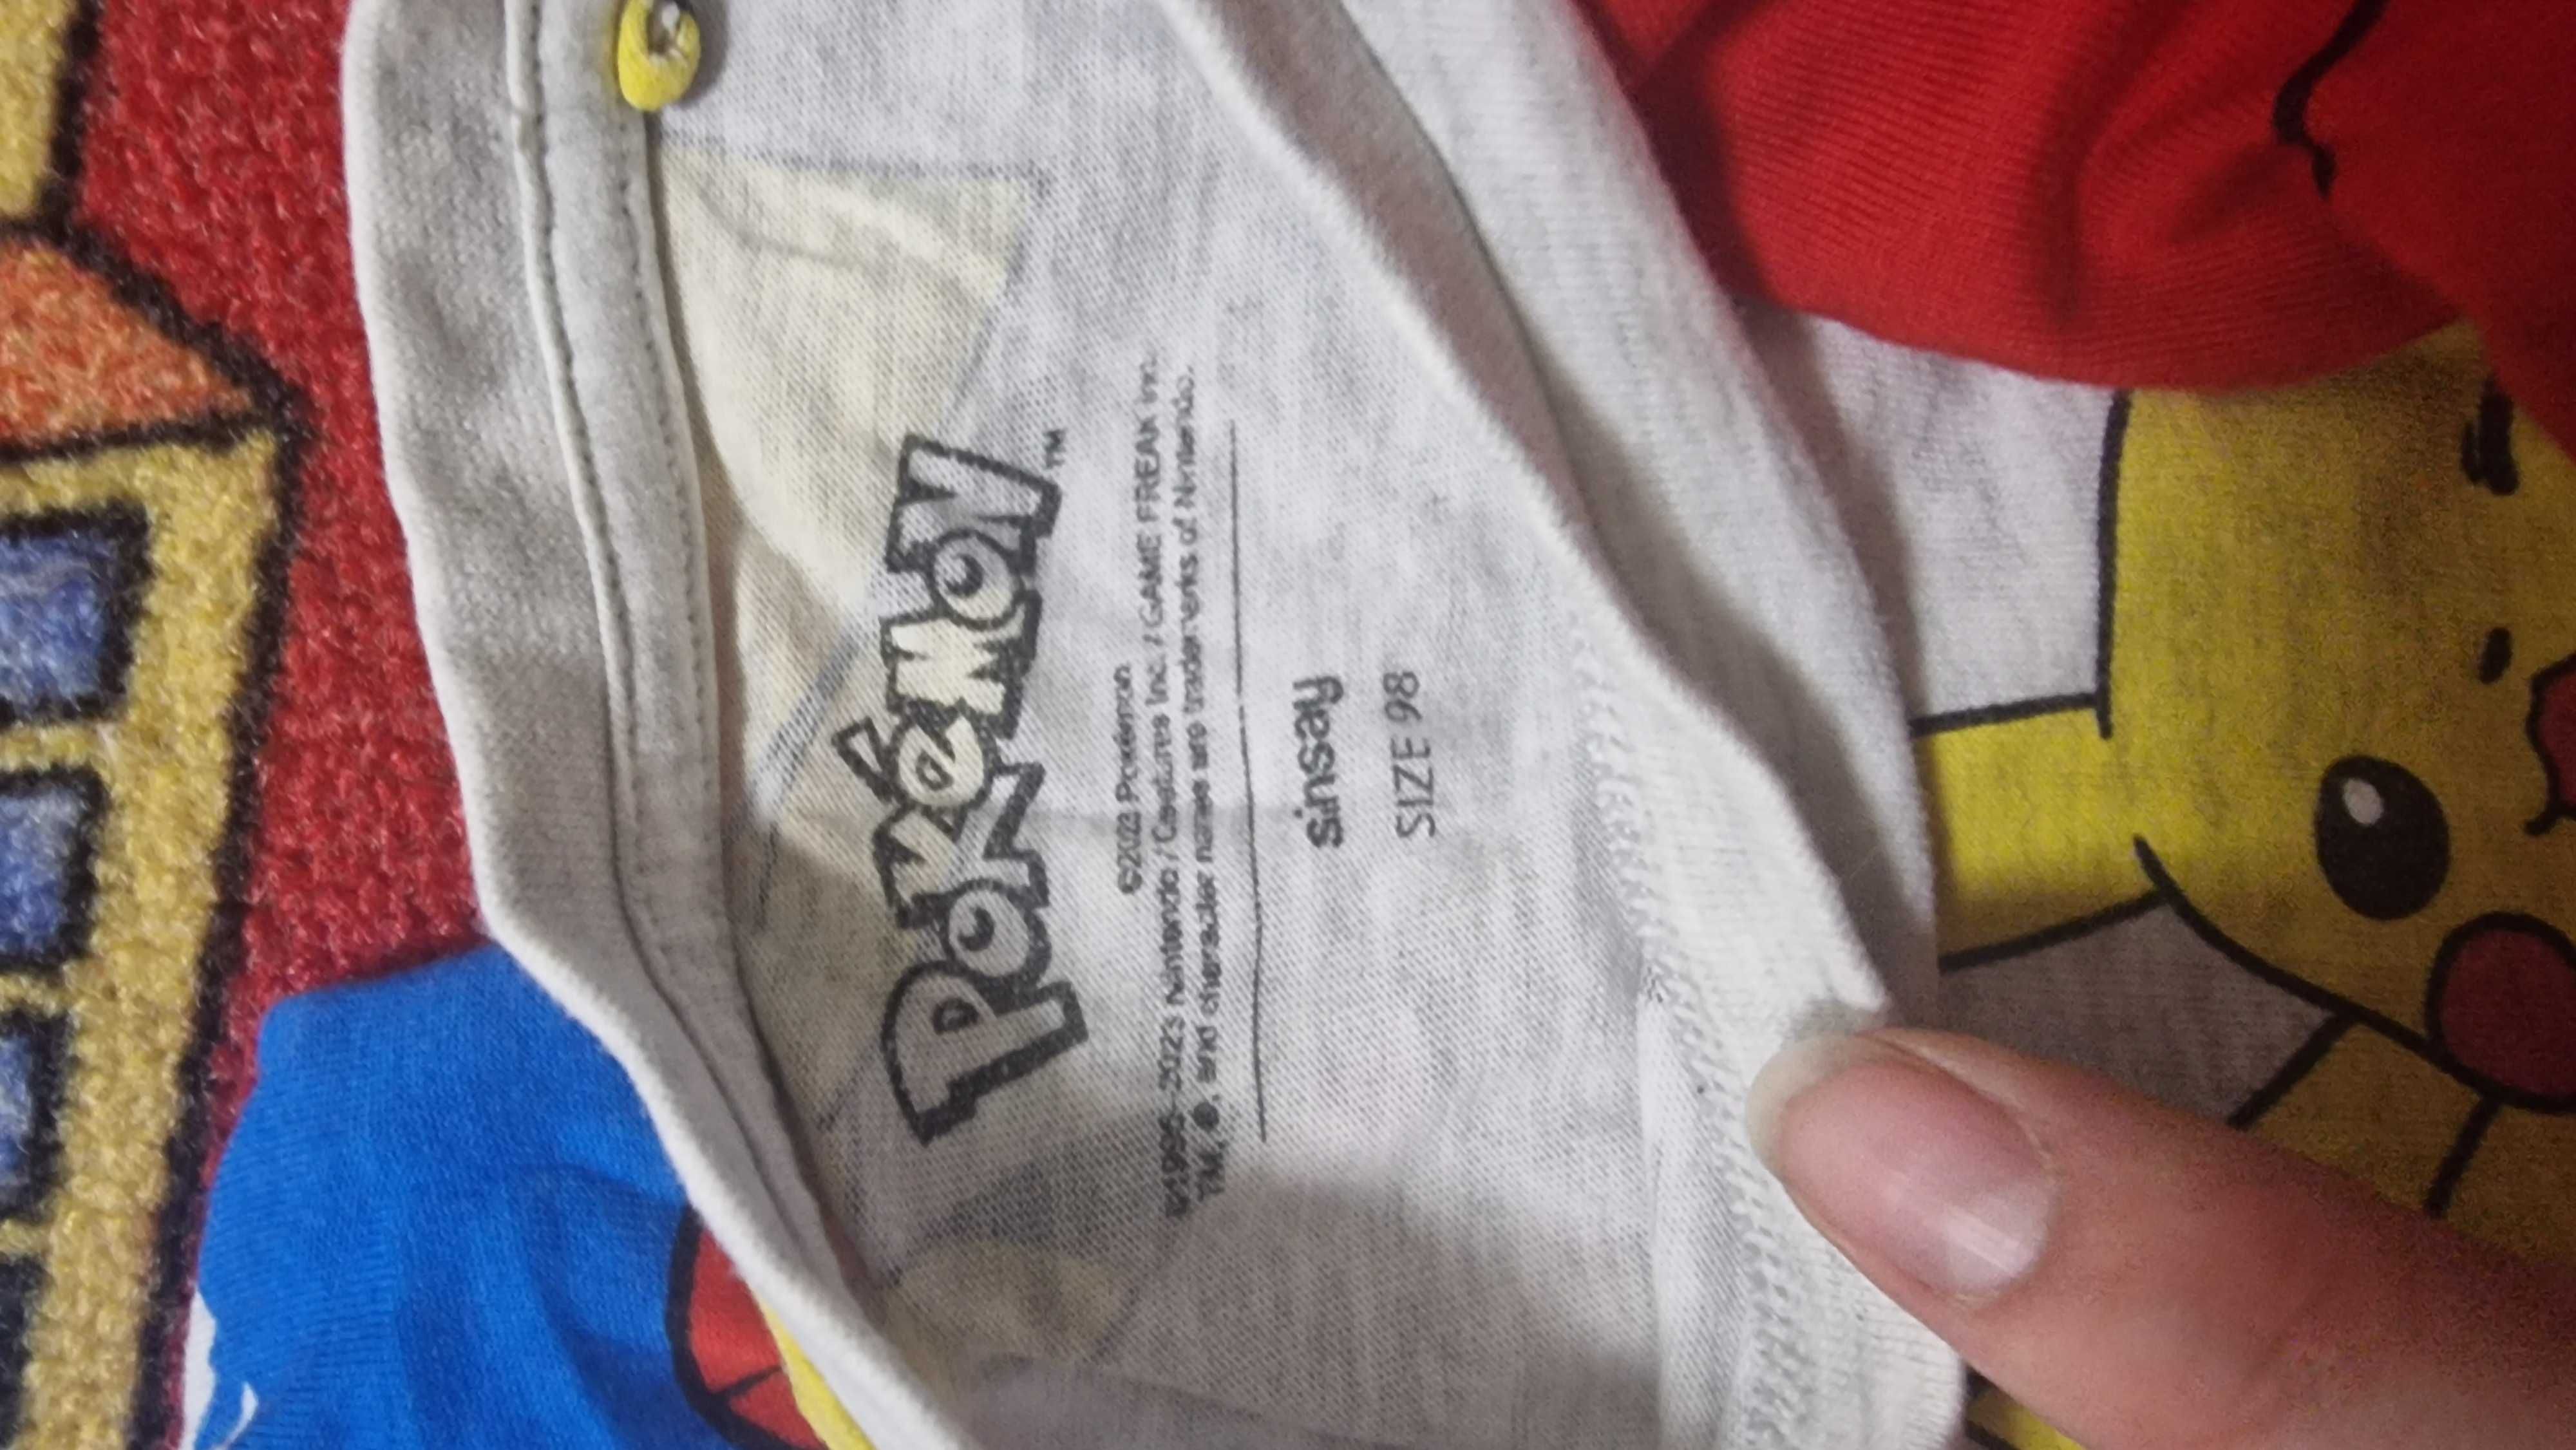 POKÉMON™
©2023 Pokémon.
©1995–2023 Nintendo / Creatures Inc. / GAME FREAK inc.
TM, ®, and character names are trademarks of Nintendo.
sinsay
SIZE 98